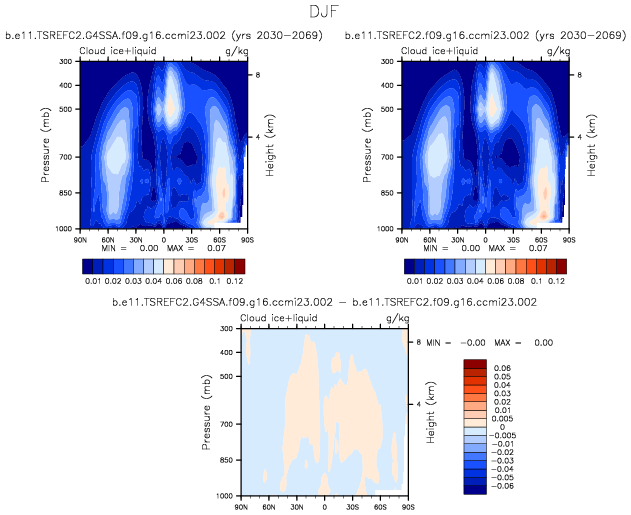 DJF
b.e11.TSREFC2.G4SSA.f09.g16.ccmi23.002 (yrs 2030-2069)
Cloud ice+liquid g/kg
300
400
500
700
850
1000
Pressure (mb)
8
4
Height (km)
90N 60N 30N 0 30S 60S 90S
MIN = 0.00 MAX = 0.07
0.01 0.02 0.03 0.04 0.06 0.08 0.1 0.12
b.e11.TSREFC2.f09.g16.ccmi23.002 (yrs 2030-2069)
Cloud ice+liquid g/kg
300
400
500
700
850
1000
Pressure (mb)
8
4
Height (km)
90N 60N 30N 0 30S 60S 90S
MIN = 0.00 MAX = 0.07
0.01 0.02 0.03 0.04 0.06 0.08 0.1 0.12
b.e11.TSREFC2.G4SSA.f09.g16.ccmi23.002 - b.e11.TSREFC2.f09.g16.ccmi23.002
Cloud ice+liquid g/kg
300
400
500
700
850
1000
Pressure (mb)
8
4
Height (km)
90N 60N 30N 0 30S 60S 90S
MIN = -0.00 MAX = 0.00
0.06
0.05
0.04
0.03
0.02
0.01
0.005
0
-0.005
-0.01
-0.02
-0.03
-0.04
-0.05
-0.06